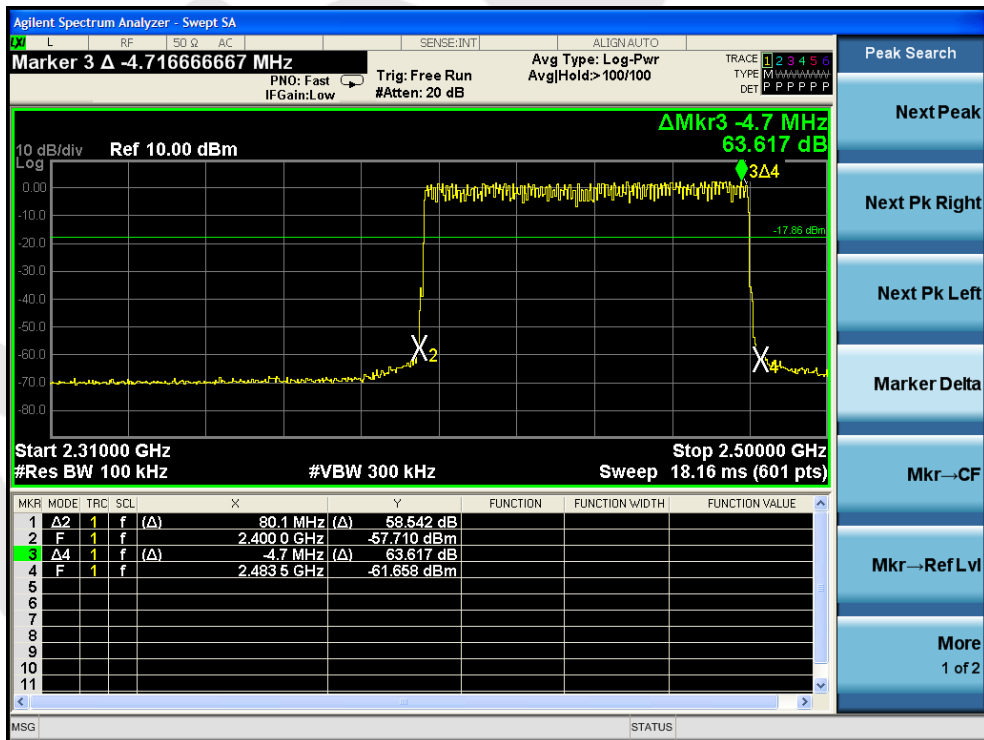 Agilent Spectrum Analyzer - Swept SA
LXI L RF 50 Ω AC SENSE:INT ALIGNAUTO
Marker 3 Δ -4.716666667 MHz
PNO: Fast
IFGain:Low
Trig: Free Run
#Atten: 20 dB
Avg Type: Log-Pwr
Avg|Hold:>100/100
TRACE 1 2 3 4 5 6
TYPE M
DET P P P P P P
ΔMkr3 -4.7 MHz
63.617 dB
10 dB/div Ref 10.00 dBm
Log
3Δ4
0.00
-10.0
-17.86 dBm
-20.0
-30.0
-40.0
-50.0
2
-60.0
4
-70.0
-80.0
Start 2.31000 GHz Stop 2.50000 GHz
#Res BW 100 kHz #VBW 300 kHz Sweep 18.16 ms (601 pts)
MKR MODE TRC SCL X Y FUNCTION FUNCTION WIDTH FUNCTION VALUE
1 Δ2 1 f (Δ) 80.1 MHz (Δ) 58.542 dB
2 F 1 f 2.400 0 GHz -57.710 dBm
3 Δ4 1 f (Δ) -4.7 MHz (Δ) 63.617 dB
4 F 1 f 2.483 5 GHz -61.658 dBm
5
6
7
8
9
10
11
MSG STATUS
Peak Search
Next Peak
Next Pk Right
Next Pk Left
Marker Delta
Mkr→CF
Mkr→Ref Lvl
More
1 of 2